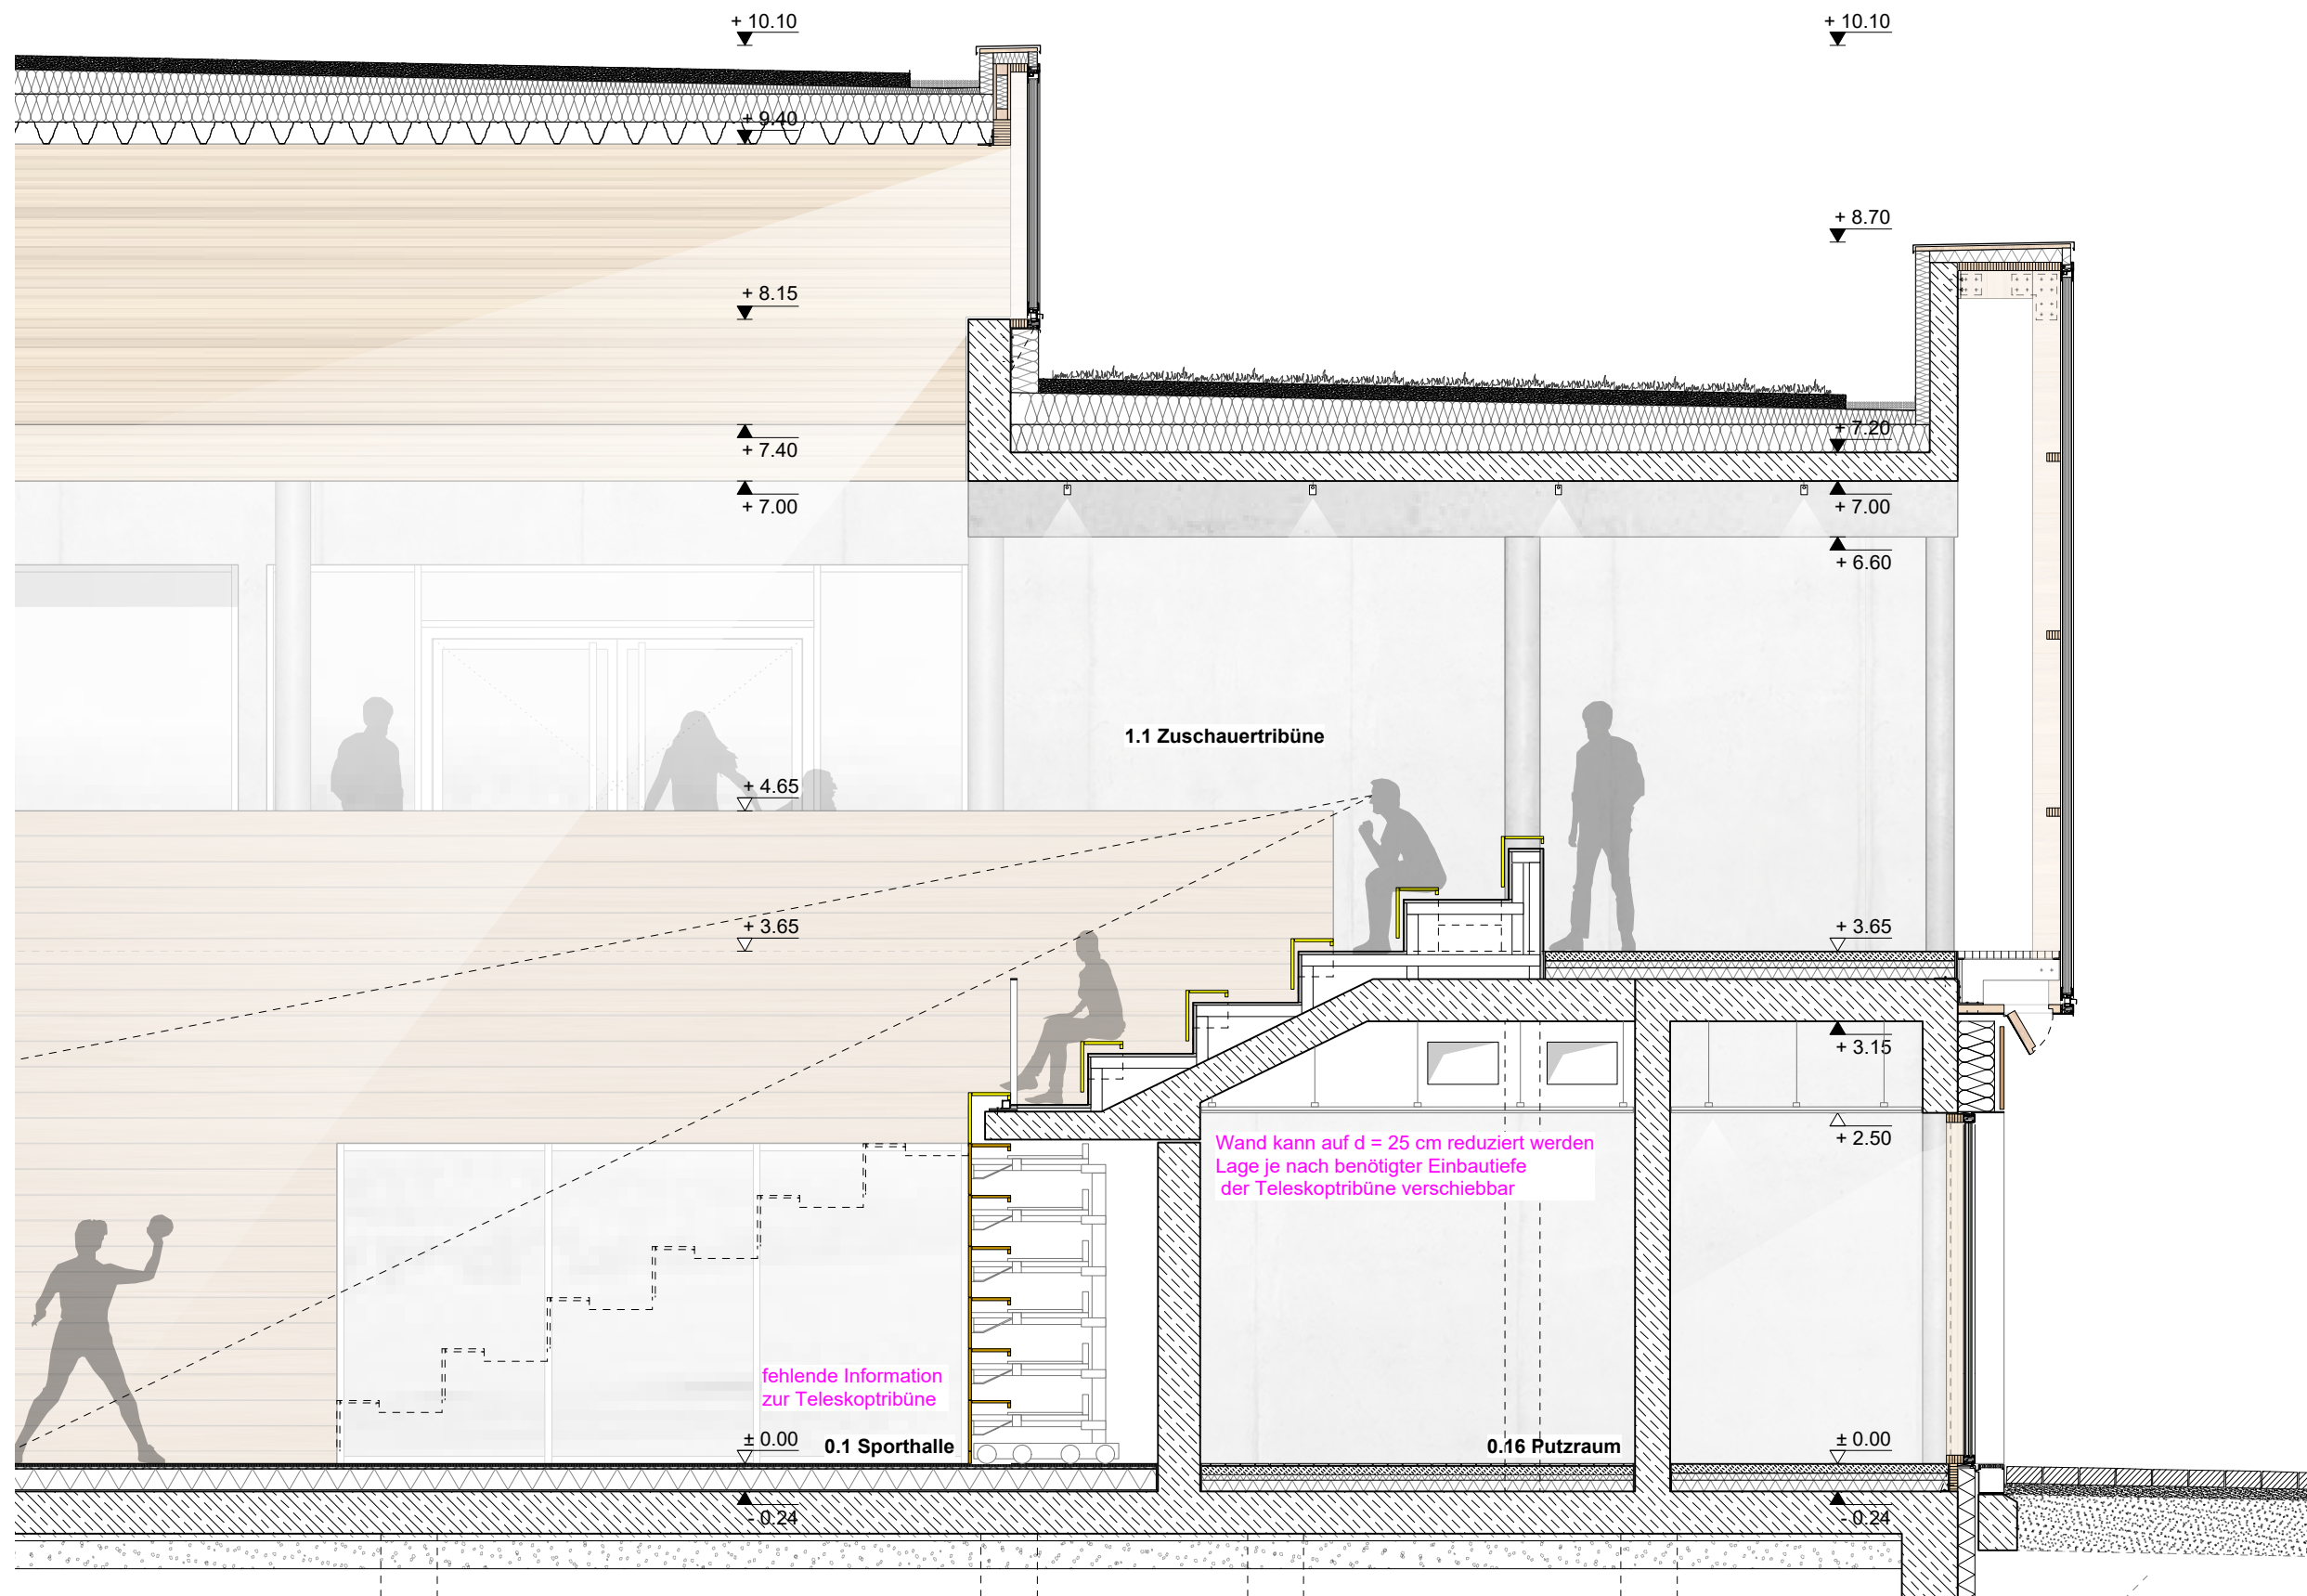 + 10.10
+ 10.10
+ 9.40
+ 8.70
+ 8.15
+ 7.40
+ 7.20
+ 7.00
+ 7.00
+ 6.60
1.1 Zuschauertribüne
+ 4.65
+ 3.65
+ 3.65
+ 3.15
+ 2.50
Wand kann auf d = 25 cm reduziert werden
Lage je nach benötigter Einbautiefe
der Teleskoptribüne verschiebbar
fehlende Information
zur Teleskoptribüne
± 0.00
0.1 Sporthalle
0.16 Putzraum
± 0.00
- 0.24
- 0.24